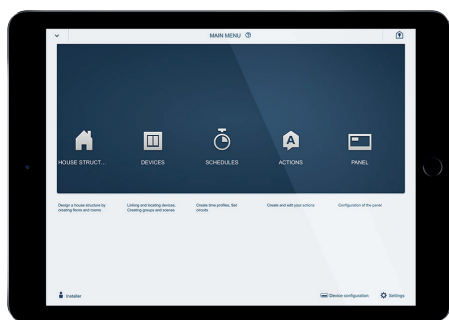 MAIN MENU
HOUSE STRUCT...
DEVICES
SCHEDULES
ACTIONS
PANEL
Design a house structure by
creating floors and rooms
Linking and locating devices.
Creating groups and scenes
Create time profiles. Set
circuits
Create and edit your actions
Configuration of the panel
Installer
Device configuration
Settings